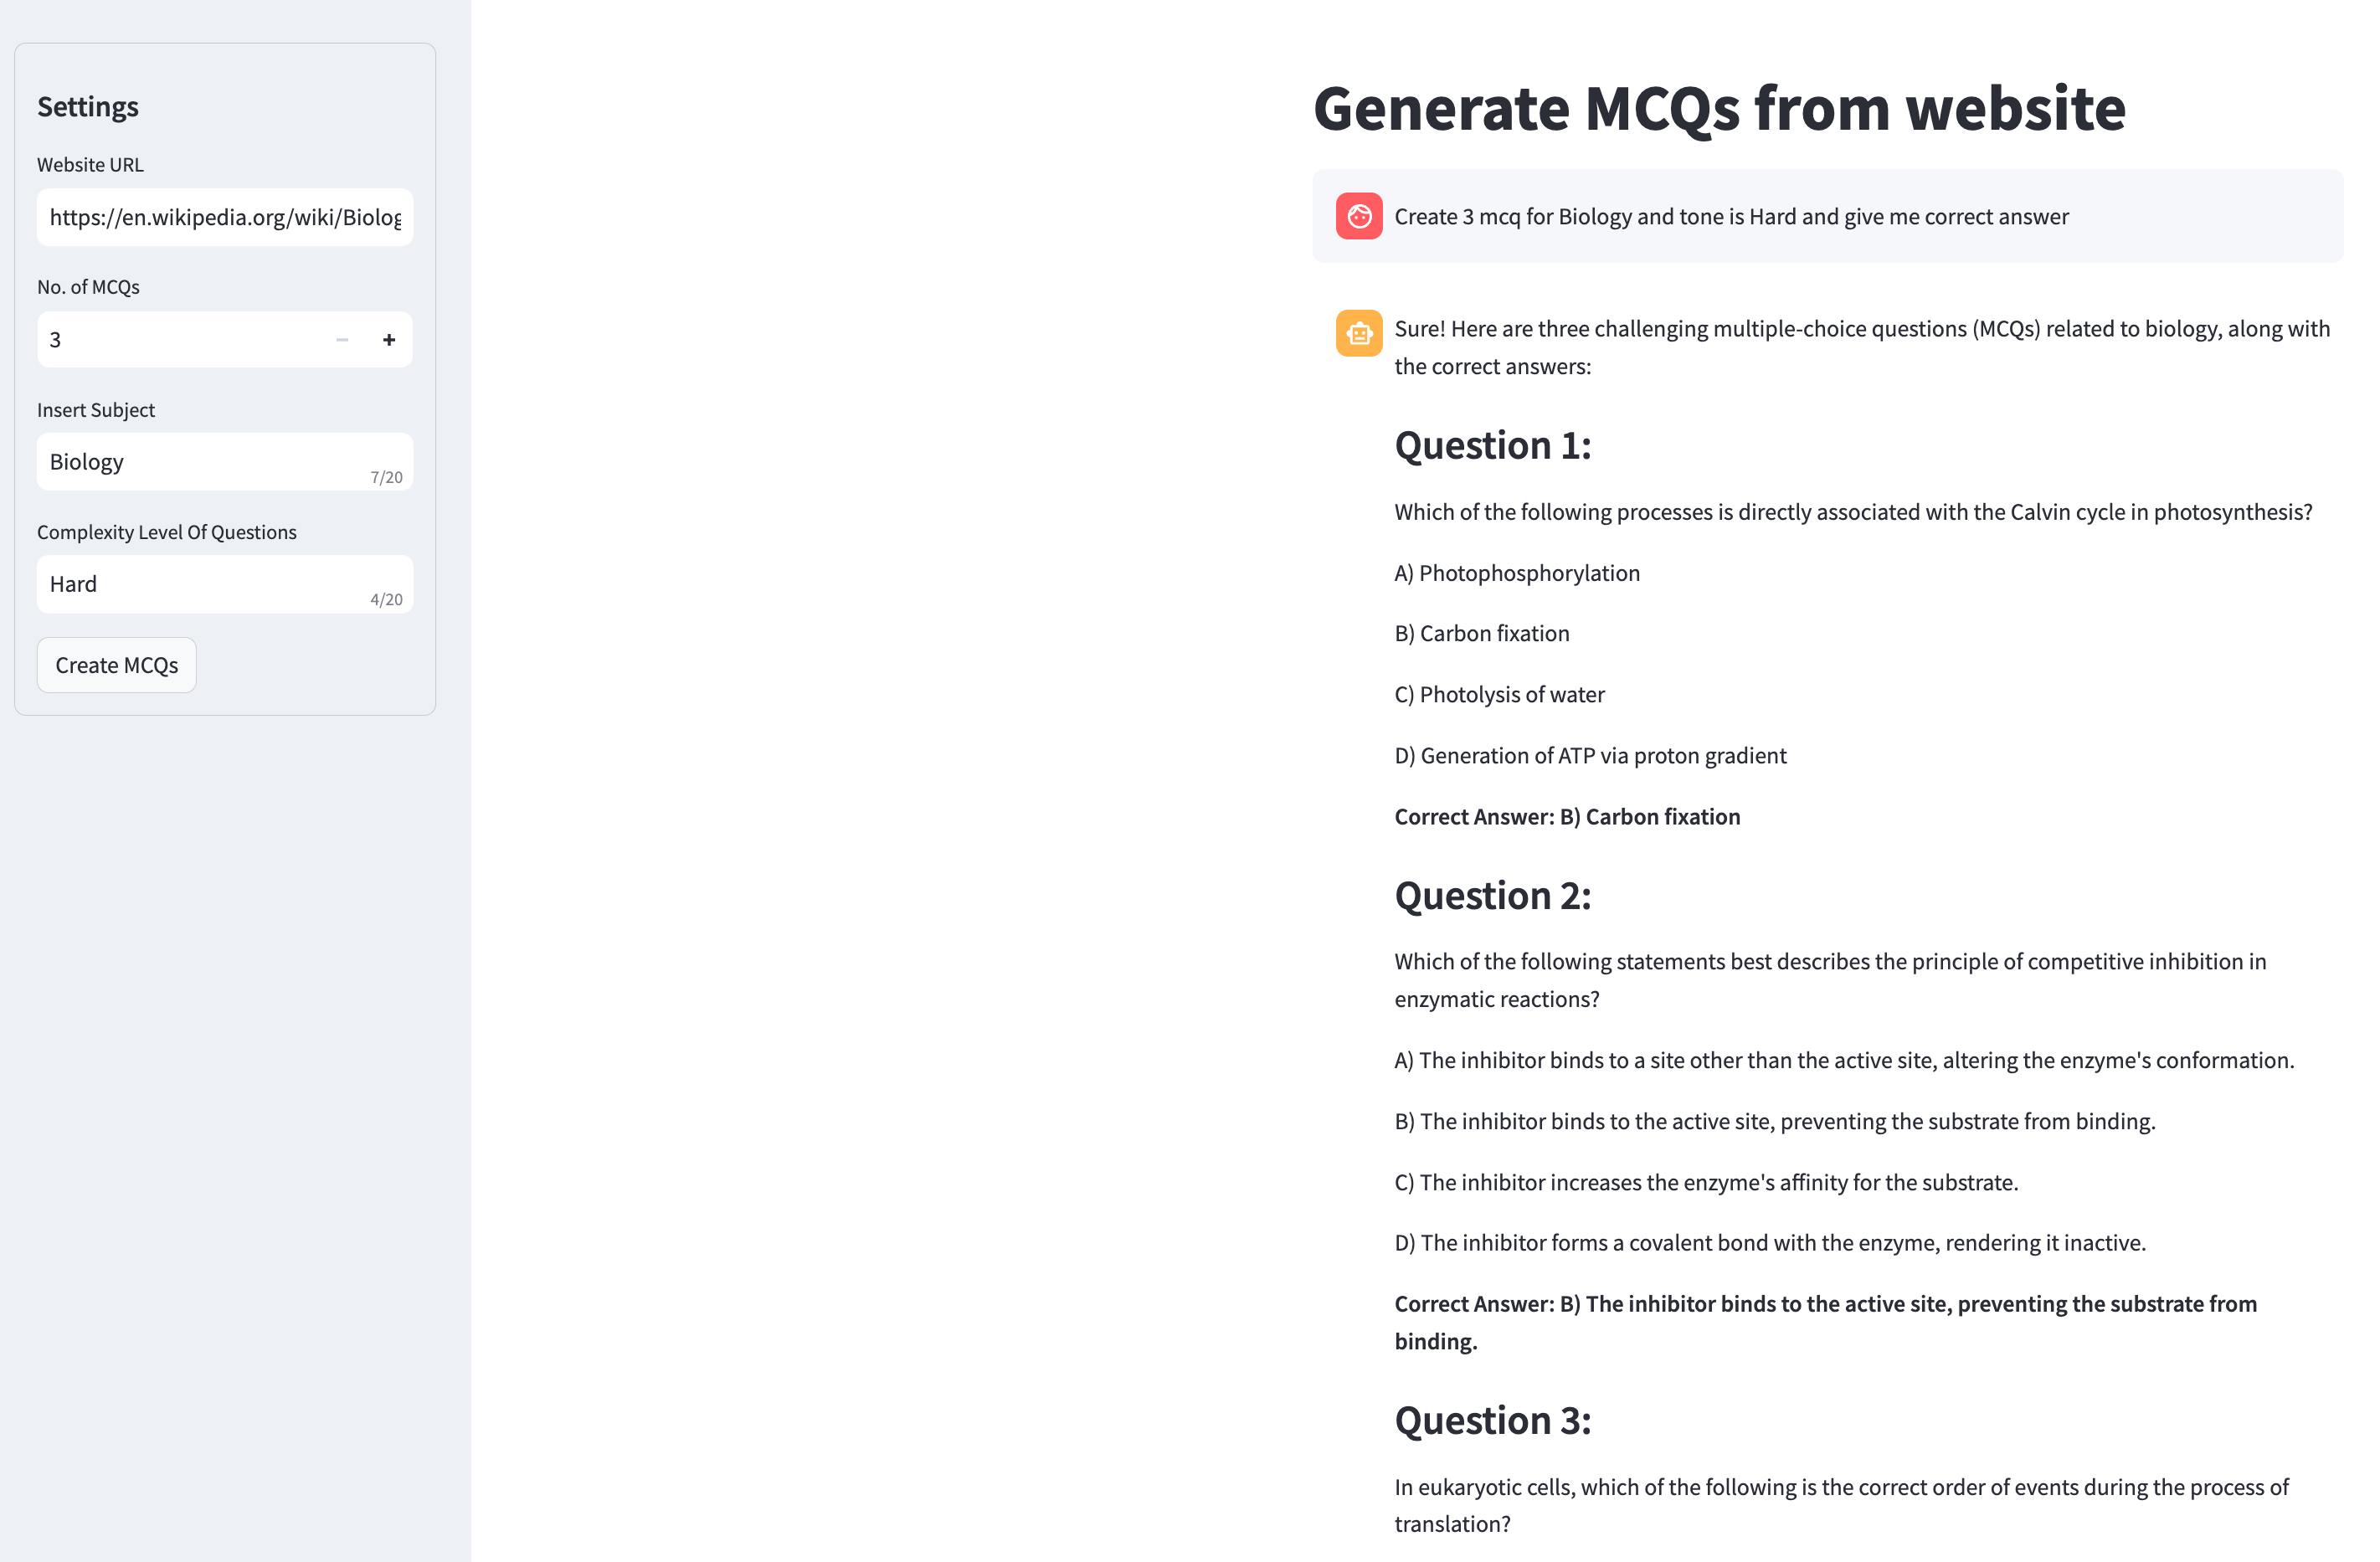 Settings
Website URL
https://en.wikipedia.org/wiki/Biolog
No. of MCQs
3
Insert Subject
Biology
7/20
Complexity Level Of Questions
Hard
4/20
Create MCQs
Generate MCQs from website
Create 3 mcq for Biology and tone is Hard and give me correct answer
Sure! Here are three challenging multiple-choice questions (MCQs) related to biology, along with
the correct answers:
Question 1:
Which of the following processes is directly associated with the Calvin cycle in photosynthesis?
A) Photophosphorylation
B) Carbon fixation
C) Photolysis of water
D) Generation of ATP via proton gradient
Correct Answer: B) Carbon fixation
Question 2:
Which of the following statements best describes the principle of competitive inhibition in
enzymatic reactions?
A) The inhibitor binds to a site other than the active site, altering the enzyme's conformation.
B) The inhibitor binds to the active site, preventing the substrate from binding.
C) The inhibitor increases the enzyme's affinity for the substrate.
D) The inhibitor forms a covalent bond with the enzyme, rendering it inactive.
Correct Answer: B) The inhibitor binds to the active site, preventing the substrate from
binding.
Question 3:
In eukaryotic cells, which of the following is the correct order of events during the process of
translation?